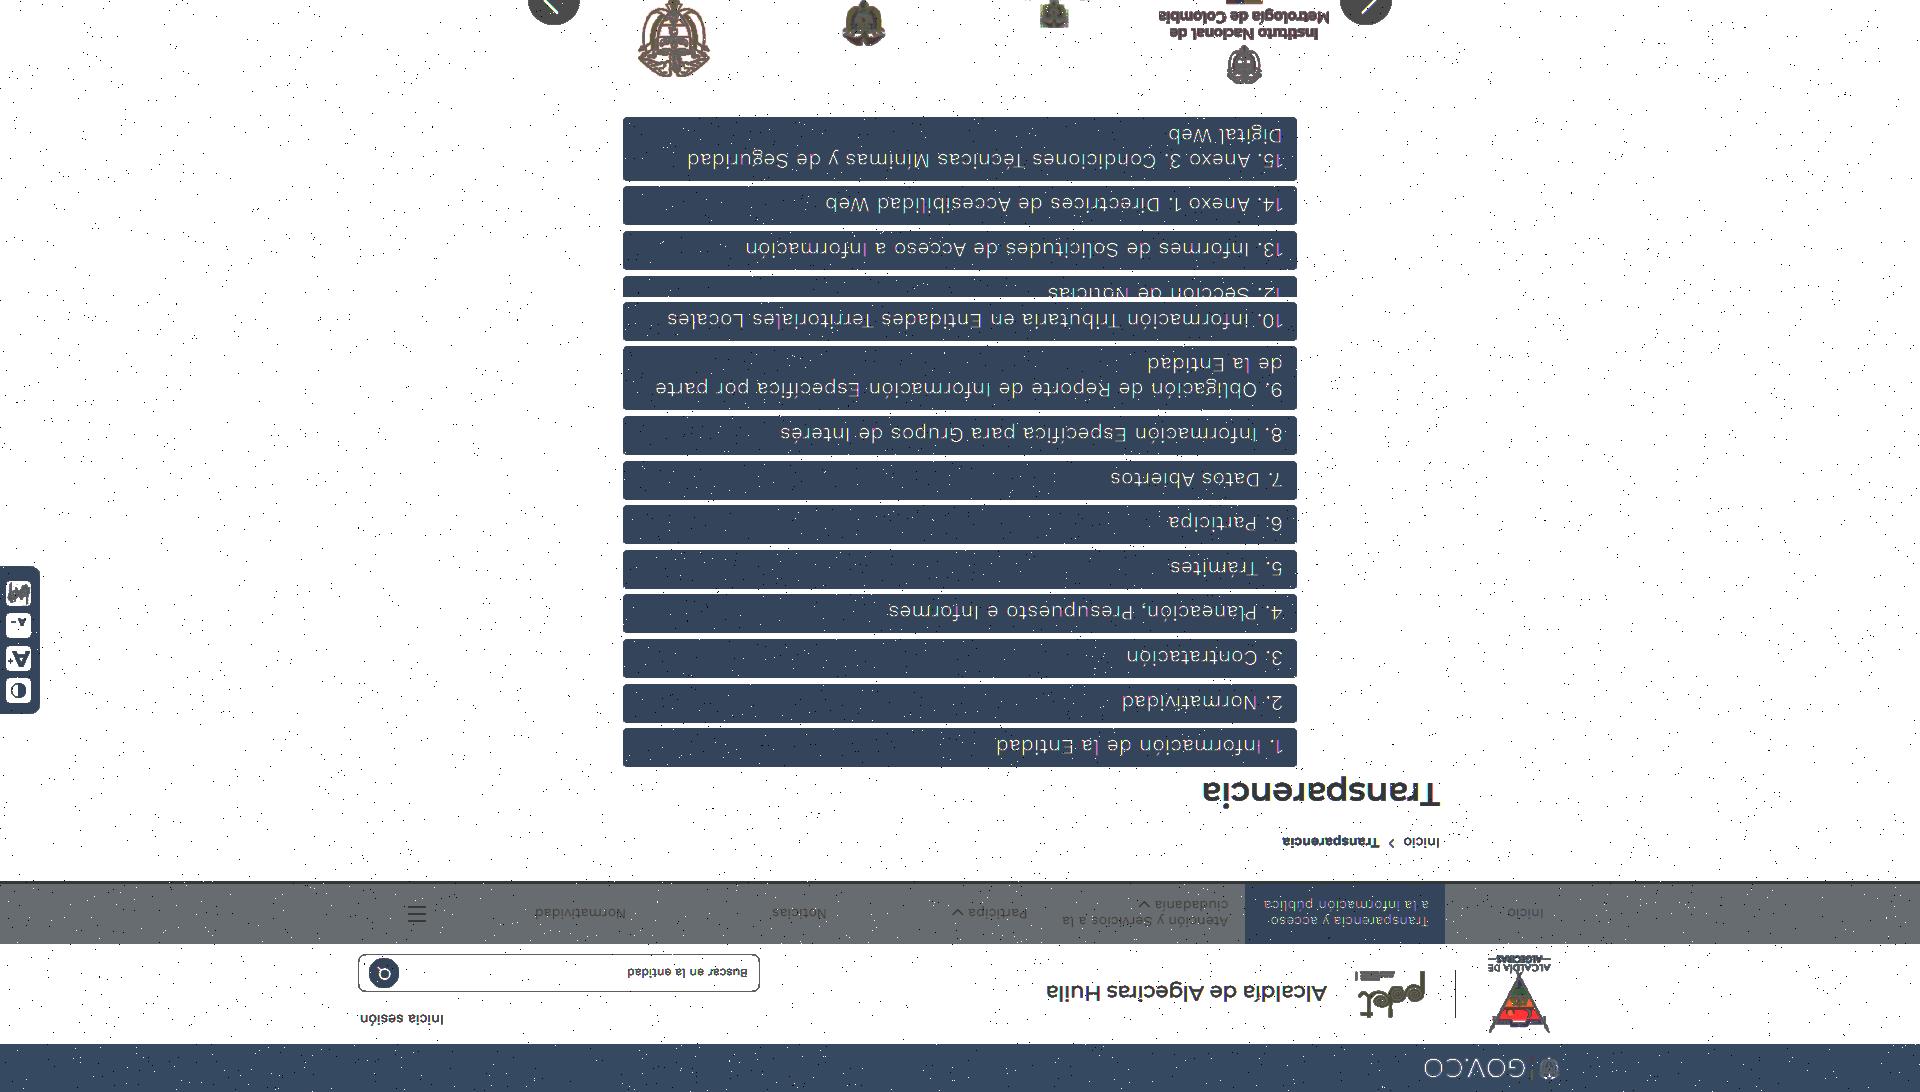 GOV.CO
ALCALDÍA DE
ALGECIRAS
pdet
Alcaldía de Algeciras Huila
Inicia sesión
Buscar en la entidad
Inicio
Transparencia y acceso
a la información pública
Atención y Servicios a la
ciudadanía
Participa
Noticias
Normatividad
Inicio > Transparencia
Transparencia
1. Información de la Entidad
2. Normatividad
3. Contratación
4. Planeación, Presupuesto e Informes
5. Trámites
6. Participa
7. Datos Abiertos
8. Información Específica para Grupos de Interés
9. Obligación de Reporte de Información Específica por parte
de la Entidad
10. Información Tributaria en Entidades Territoriales Locales
12. Sección de Noticias
13. Informes de Solicitudes de Acceso a Información
14. Anexo 1. Directrices de Accesibilidad Web
15. Anexo 3. Condiciones Técnicas Mínimas y de Seguridad
Digital Web
A+
A-
Instituto Nacional de
Metrología de Colombia